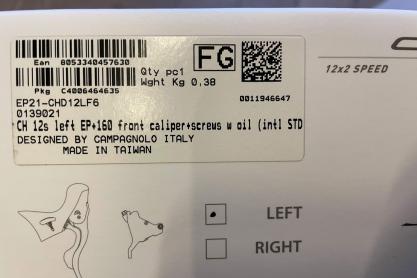 Ean 8053340457630
Pkg C4006464635
Qty pc1
Wght Kg 0,38
FG
0011946647
12x2 SPEED
EP21-CHD12LF6
0139021
CH 12s left EP+160 front caliper+screws w oil (intl STD
DESIGNED BY CAMPAGNOLO ITALY
MADE IN TAIWAN
LEFT
RIGHT